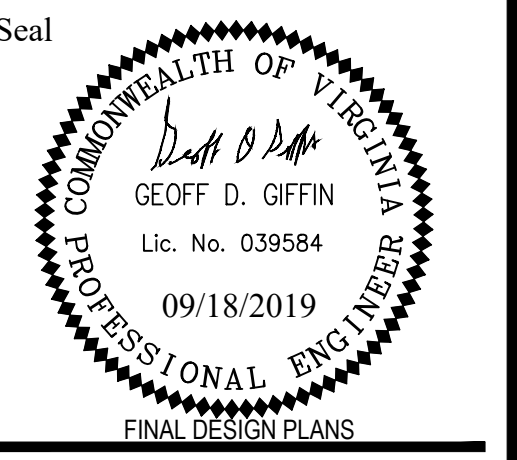 Seal
COMMONWEALTH OF VIRGINIA
GEOFF D. GIFFIN
Lic. No. 039584
09/18/2019
PROFESSIONAL ENGINEER
FINAL DESIGN PLANS